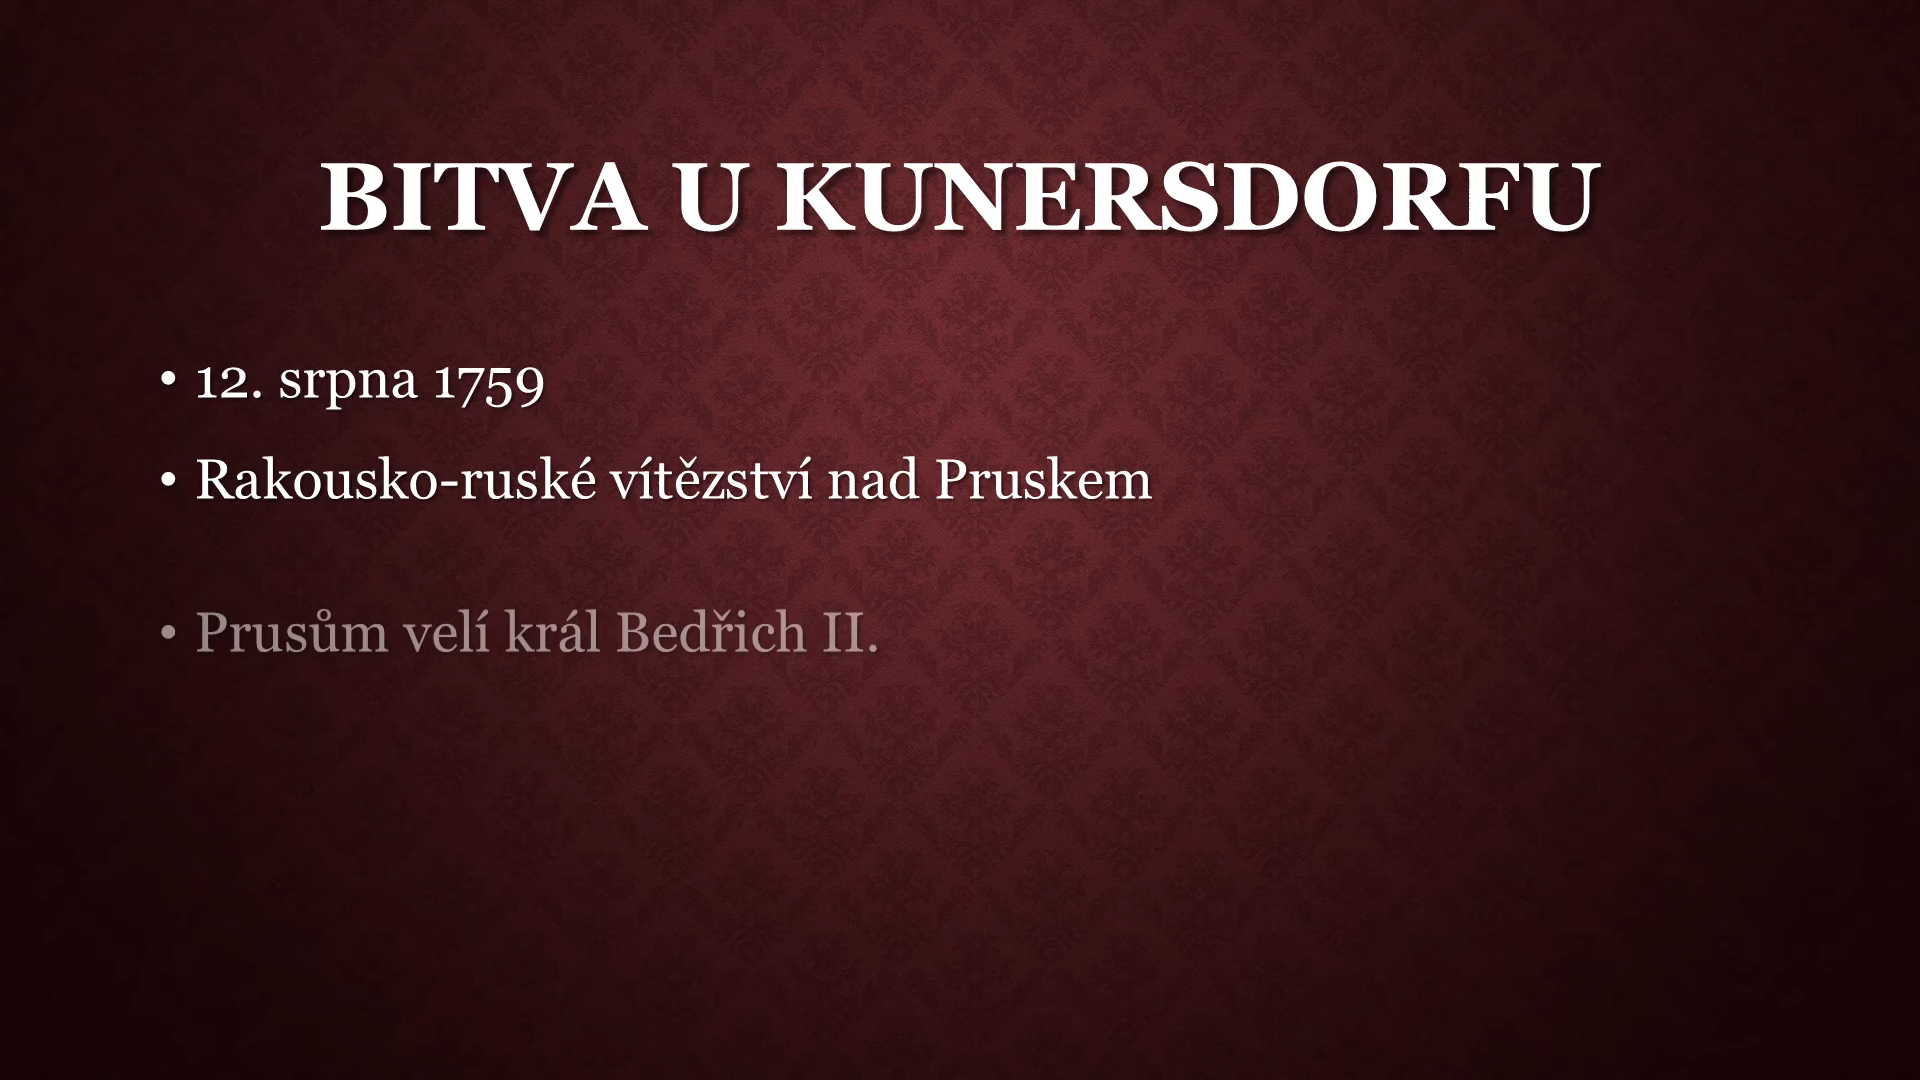 BITVA U KUNERSDORFU
• 12. srpna 1759
• Rakousko-ruské vítězství nad Pruskem
• Prusům velí král Bedřich II.